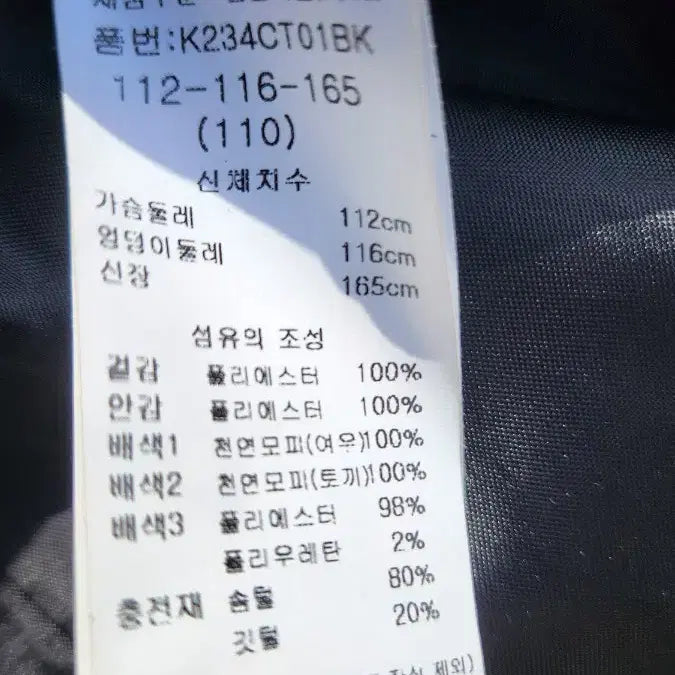 품번:K234CT01BK
112-116-165
(110)
신체치수
가슴둘레 112cm
엉덩이둘레 116cm
신장 165cm
섬유의 조성
겉감 폴리에스터 100%
안감 폴리에스터 100%
배색1 천연모피(여우)100%
배색2 천연모피(토끼)100%
배색3 폴리에스터 98%
폴리우레탄 2%
충전재 솜털 80%
깃털 20%
제외)